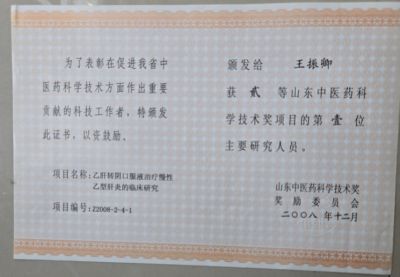 为了表彰在促进我省中
医药科学技术方面作出重要
贡献的科技工作者，特颁发
此证书，以资鼓励。
项目名称：乙肝转阴口服液治疗慢性
乙型肝炎的临床研究
项目编号：Z2008-2-4-1
颁发给 王振卿
获 贰 等山东中医药科
学技术奖项目的第 壹 位
主要研究人员。
山东中医药科学技术奖
奖励委员会
二〇〇八年十二月